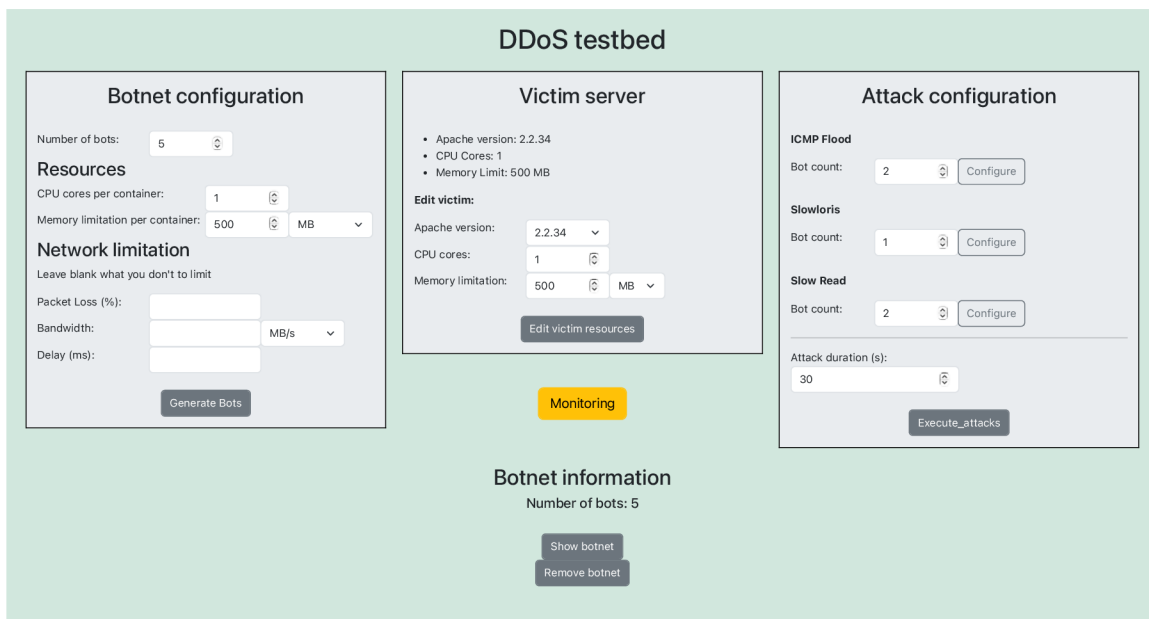 DDoS testbed
Botnet configuration
Number of bots:
5
Resources
CPU cores per container:
1
Memory limitation per container:
500
MB
Network limitation
Leave blank what you don't to limit
Packet Loss (%):
Bandwidth:
MB/s
Delay (ms):
Generate Bots
Victim server
• Apache version: 2.2.34
• CPU Cores: 1
• Memory Limit: 500 MB
Edit victim:
Apache version:
2.2.34
CPU cores:
1
Memory limitation:
500
MB
Edit victim resources
Monitoring
Attack configuration
ICMP Flood
Bot count:
2
Configure
Slowloris
Bot count:
1
Configure
Slow Read
Bot count:
2
Configure
Attack duration (s):
30
Execute_attacks
Botnet information
Number of bots: 5
Show botnet
Remove botnet